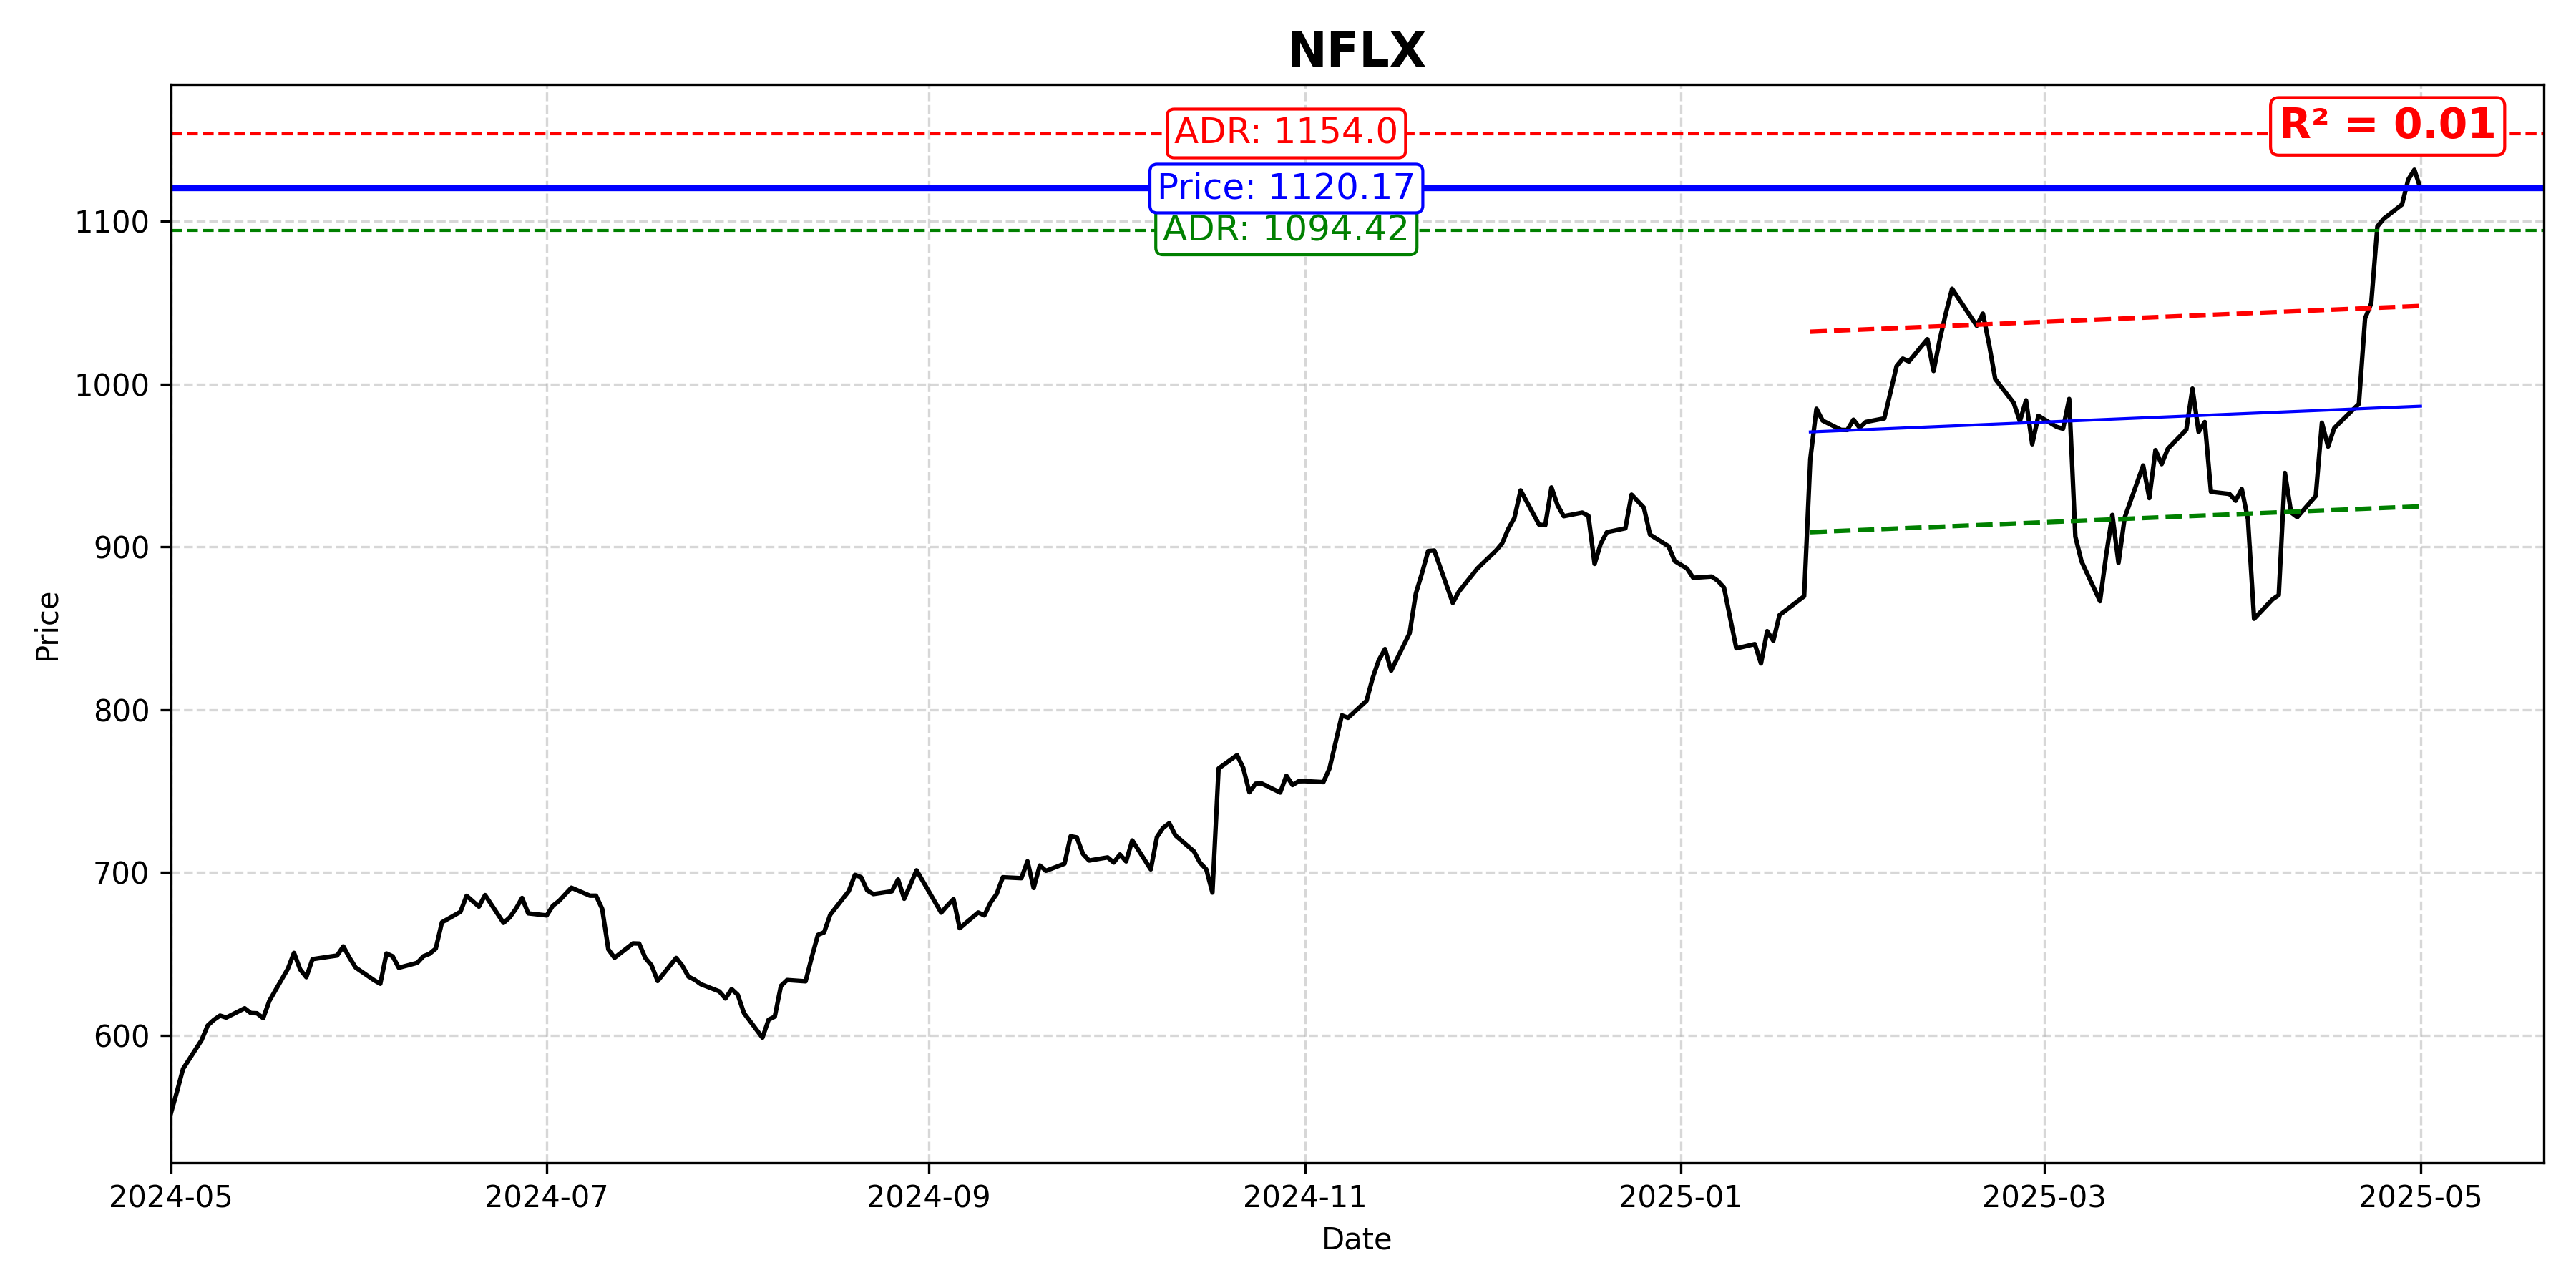 NFLX
ADR: 1154.0
R² = 0.01
Price: 1120.17
ADR: 1094.42
1100
1000
900
800
700
600
Price
2024-05 2024-07 2024-09 2024-11 2025-01 2025-03 2025-05
Date